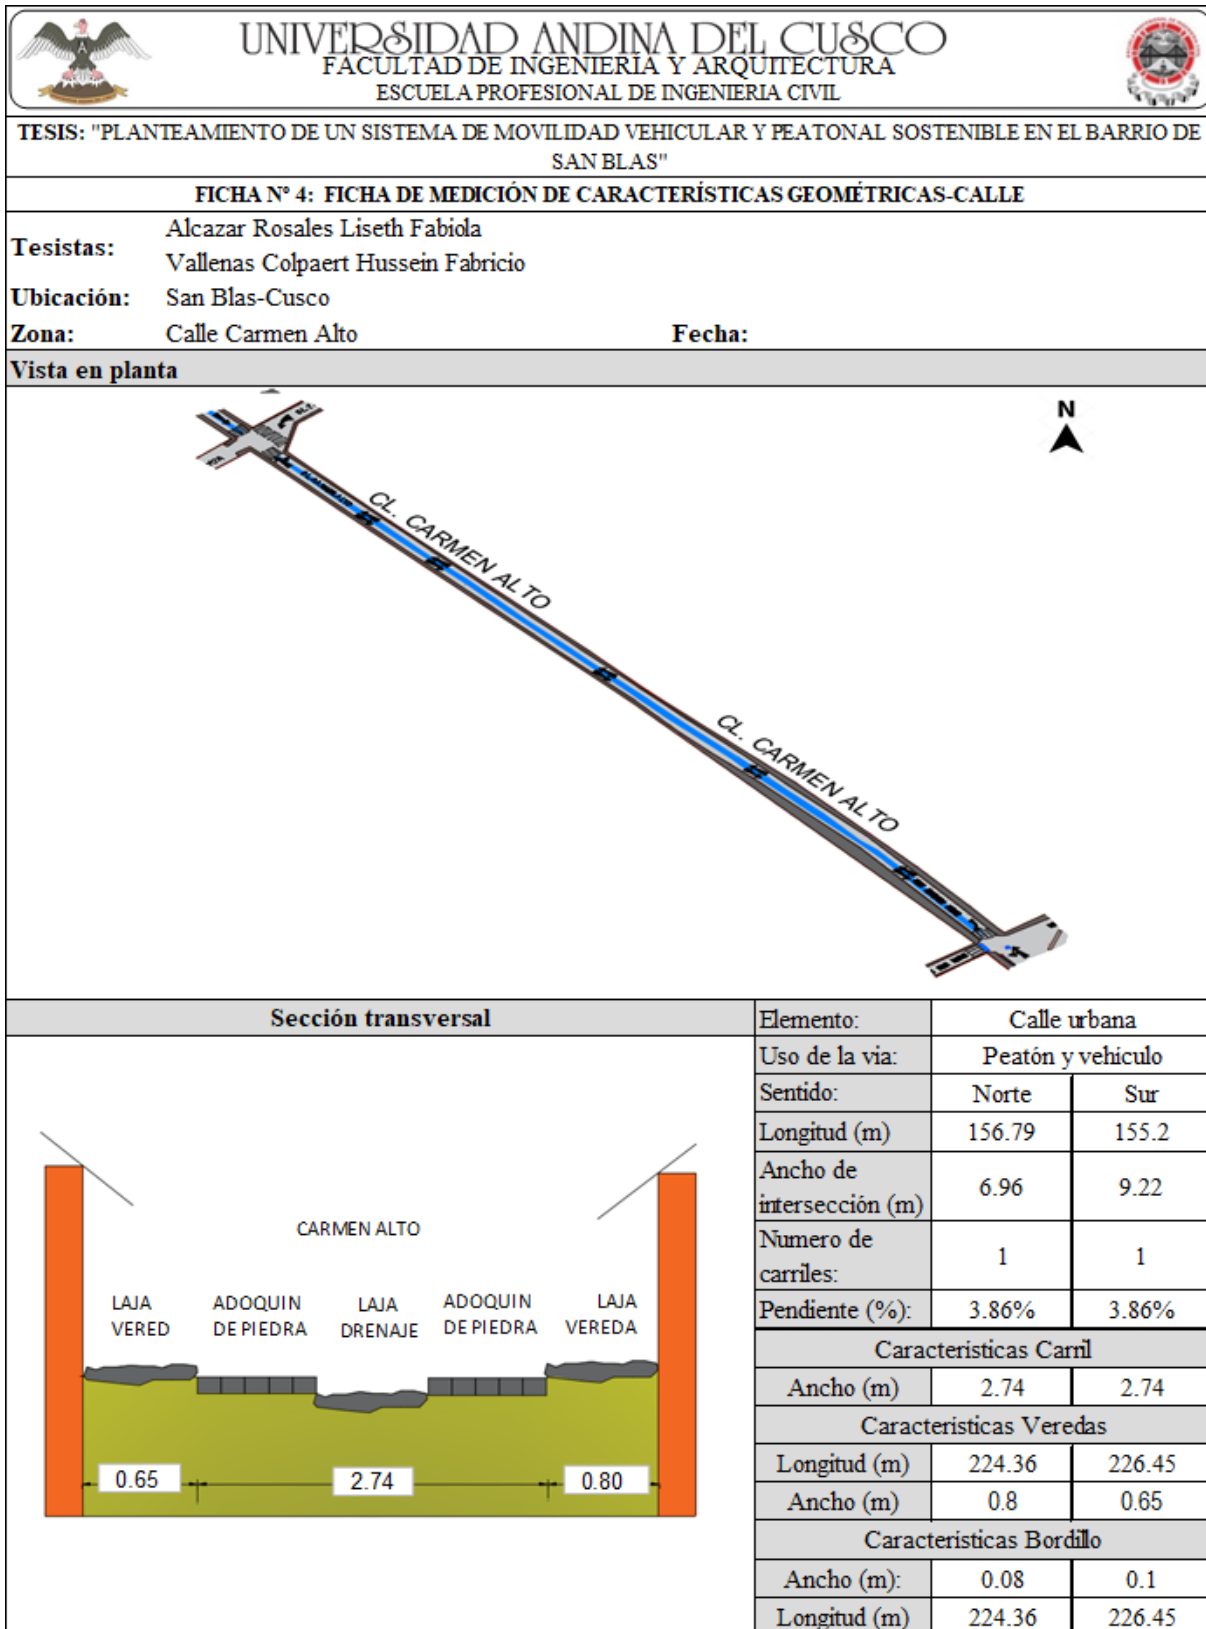 UNIVERSIDAD ANDINA DEL CUSCO
FACULTAD DE INGENIERÍA Y ARQUITECTURA
ESCUELA PROFESIONAL DE INGENIERIA CIVIL
TESIS: "PLANTEAMIENTO DE UN SISTEMA DE MOVILIDAD VEHICULAR Y PEATONAL SOSTENIBLE EN EL BARRIO DE
SAN BLAS"
FICHA Nº 4: FICHA DE MEDICIÓN DE CARACTERÍSTICAS GEOMÉTRICAS-CALLE
Tesistas:
Alcazar Rosales Liseth Fabiola
Vallenas Colpaert Hussein Fabricio
Ubicación: San Blas-Cusco
Zona: Calle Carmen Alto Fecha:
Vista en planta
N
CL. CARMEN ALTO
CL. CARMEN ALTO
Sección transversal
CARMEN ALTO
LAJA
VERED
ADOQUIN
DE PIEDRA
LAJA
DRENAJE
ADOQUIN
DE PIEDRA
LAJA
VEREDA
0.65 2.74 0.80
Elemento: Calle urbana
Uso de la via: Peatón y vehículo
Sentido: Norte Sur
Longitud (m) 156.79 155.2
Ancho de
intersección (m) 6.96 9.22
Numero de
carriles: 1 1
Pendiente (%): 3.86% 3.86%
Características Carril
Ancho (m) 2.74 2.74
Características Veredas
Longitud (m) 224.36 226.45
Ancho (m) 0.8 0.65
Características Bordillo
Ancho (m): 0.08 0.1
Longitud (m) 224.36 226.45